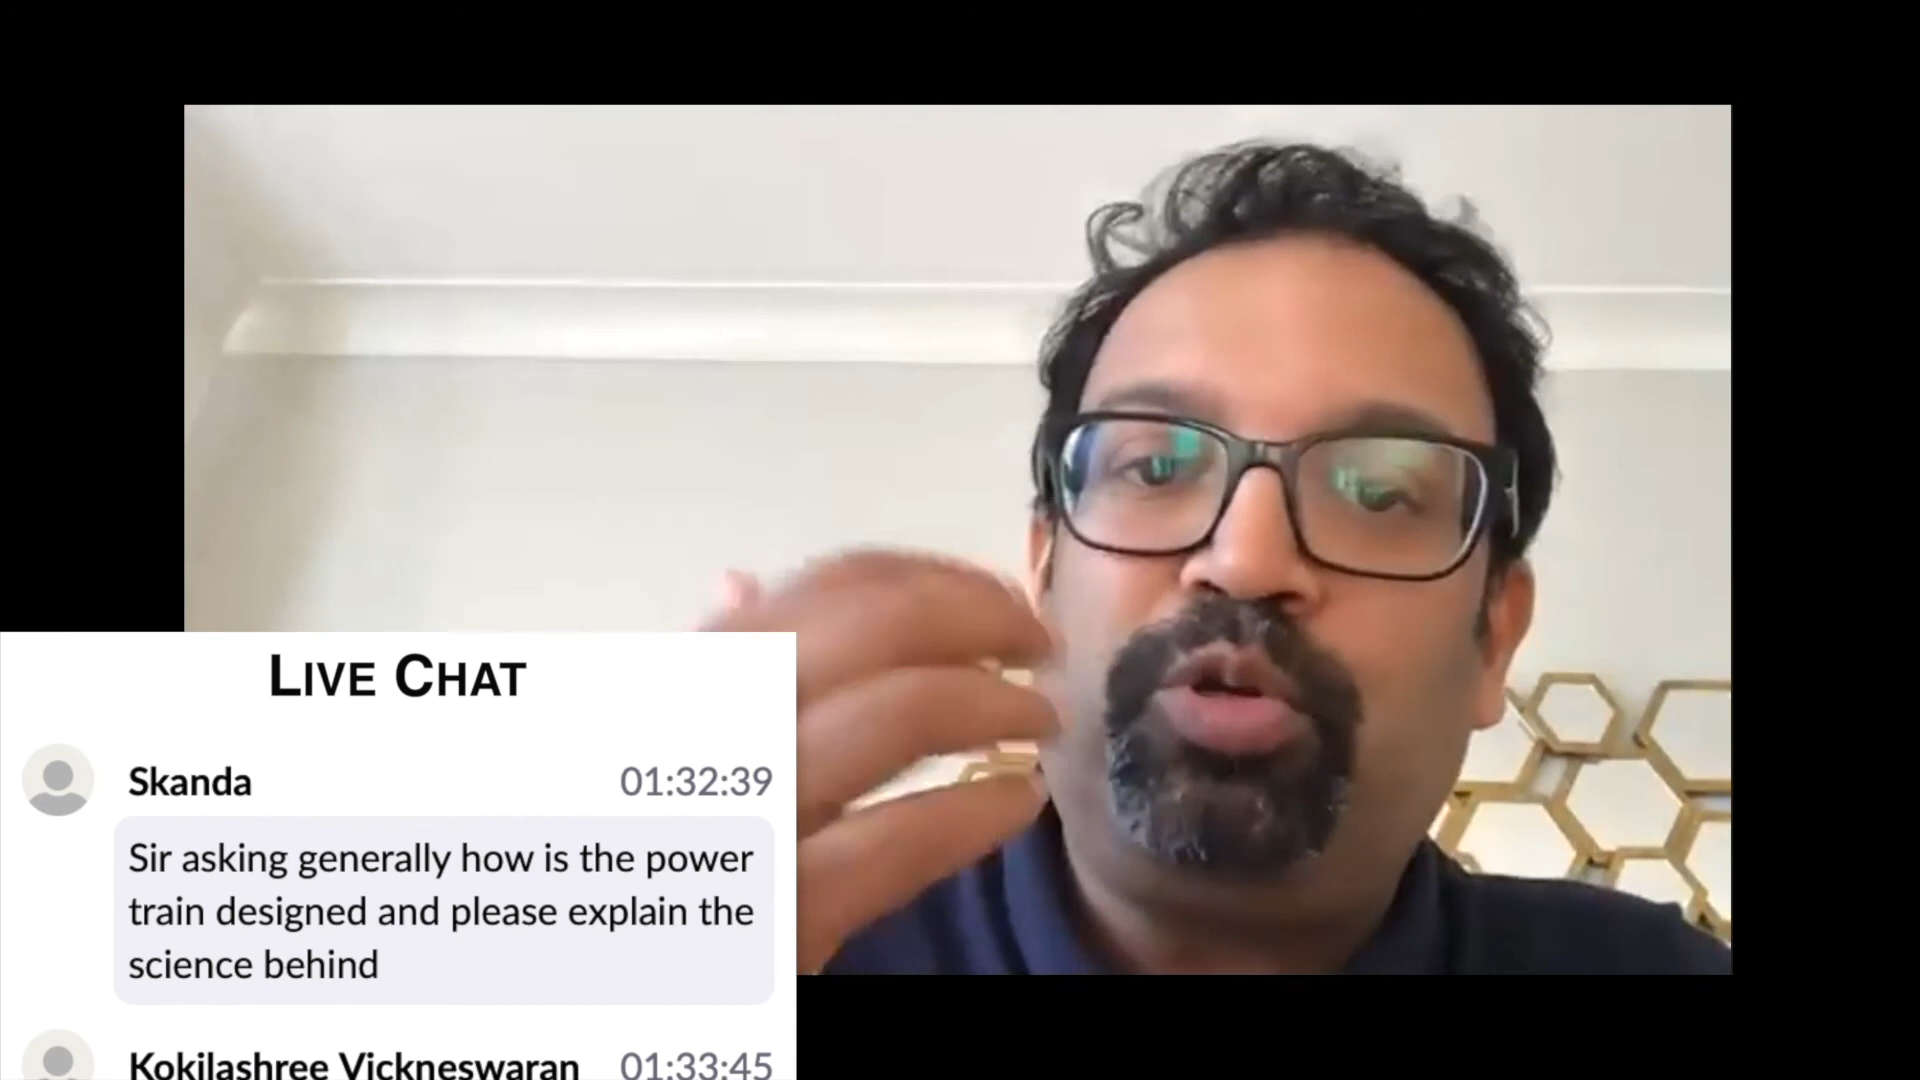 LIVE CHAT
Skanda 01:32:39
Sir asking generally how is the power
train designed and please explain the
science behind
Kokilashree Vickneswaran 01:33:45